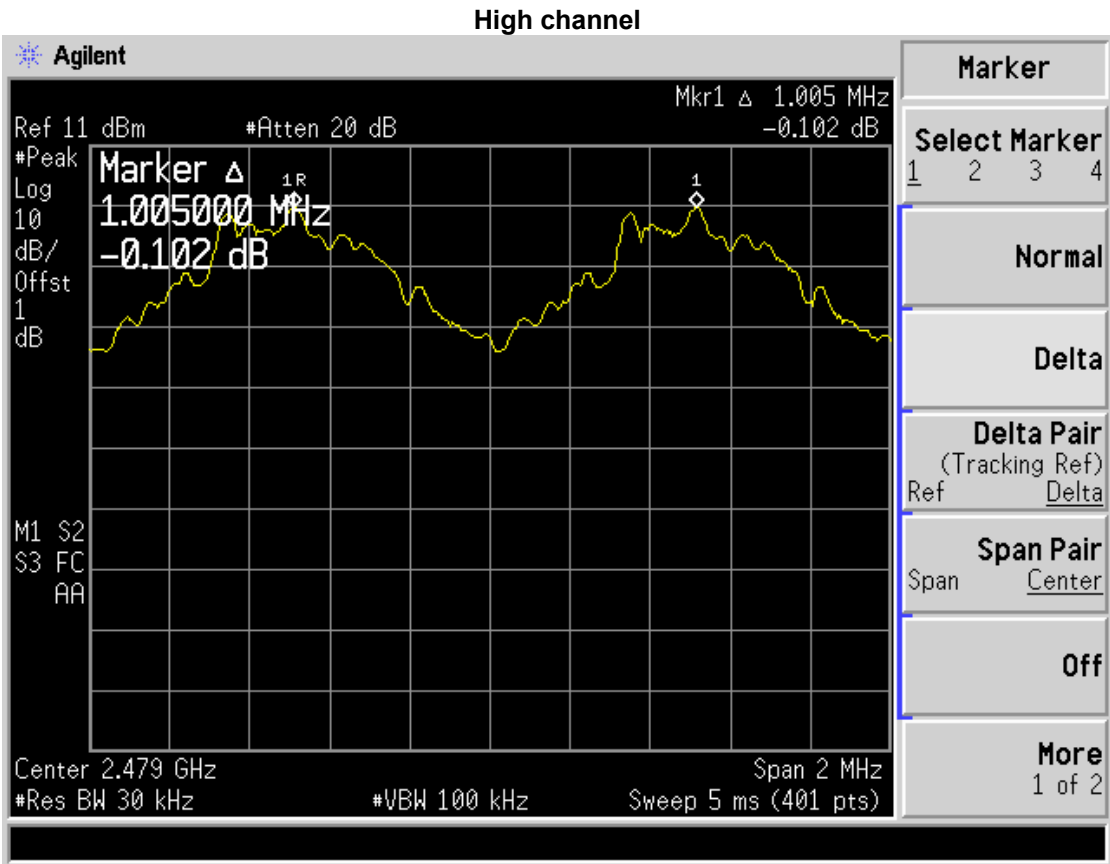 High channel
Agilent
Marker
Mkr1 Δ 1.005 MHz
Ref 11 dBm #Atten 20 dB -0.102 dB
#Peak
Log
10
dB/
Offst
1
dB
Marker Δ
1.005000 MHz
-0.102 dB
1R
1
M1 S2
S3 FC
AA
Center 2.479 GHz Span 2 MHz
#Res BW 30 kHz #VBW 100 kHz Sweep 5 ms (401 pts)
Select Marker
1 2 3 4
Normal
Delta
Delta Pair
(Tracking Ref)
Ref Delta
Span Pair
Span Center
Off
More
1 of 2